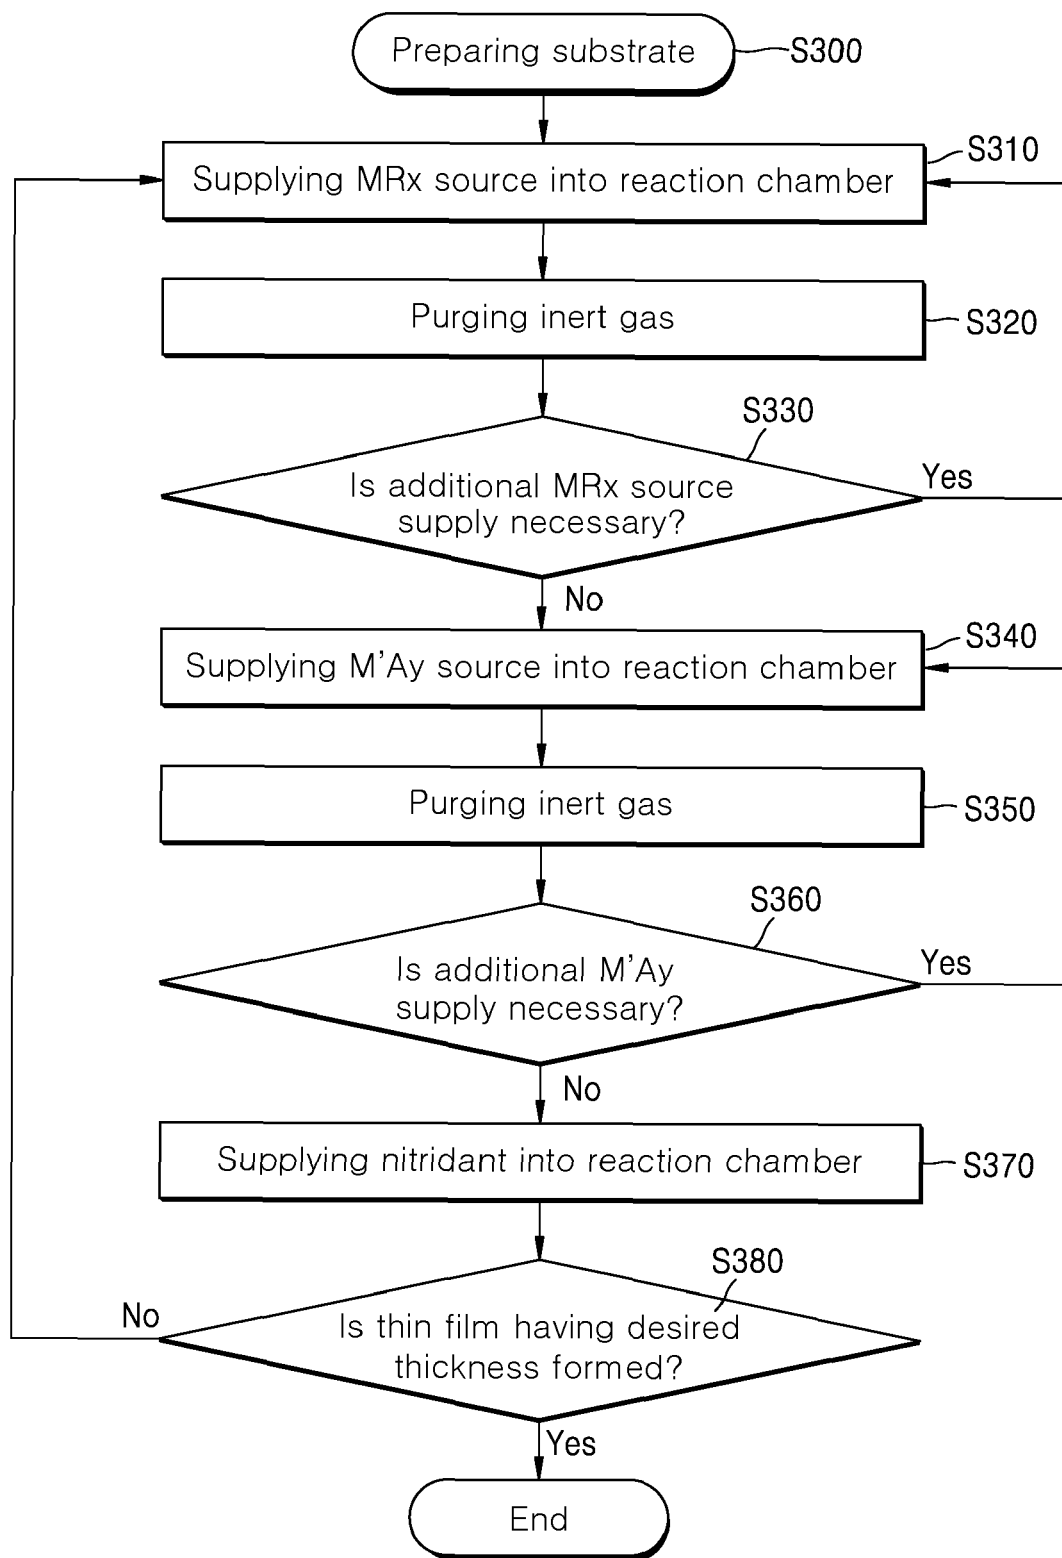 Preparing substrate
S300
Supplying MRx source into reaction chamber
S310
Purging inert gas
S320
S330
Is additional MRx source
supply necessary?
Yes
No
Supplying M'Ay source into reaction chamber
S340
Purging inert gas
S350
S360
Is additional M'Ay
supply necessary?
Yes
No
Supplying nitridant into reaction chamber
S370
S380
Is thin film having desired
thickness formed?
No
Yes
End